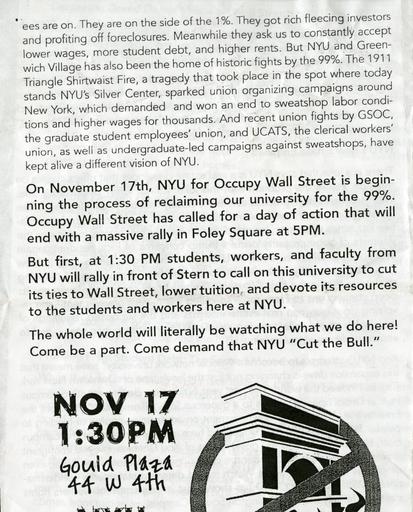 ees are on. They are on the side of the 1%. They got rich fleecing investors
and profiting off foreclosures. Meanwhile they ask us to constantly accept
lower wages, more student debt, and higher rents. But NYU and Green-
wich Village has also been the home of historic fights by the 99%. The 1911
Triangle Shirtwaist Fire, a tragedy that took place in the spot where today
stands NYU's Silver Center, sparked union organizing campaigns around
New York, which demanded and won an end to sweatshop labor condi-
tions and higher wages for thousands. And recent union fights by GSOC,
the graduate student employees' union, and UCATS, the clerical workers'
union, as well as undergraduate-led campaigns against sweatshops, have
kept alive a different vision of NYU.
On November 17th, NYU for Occupy Wall Street is begin-
ning the process of reclaiming our university for the 99%.
Occupy Wall Street has called for a day of action that will
end with a massive rally in Foley Square at 5PM.
But first, at 1:30 PM students, workers, and faculty from
NYU will rally in front of Stern to call on this university to cut
its ties to Wall Street, lower tuition, and devote its resources
to the students and workers here at NYU.
The whole world will literally be watching what we do here!
Come be a part. Come demand that NYU "Cut the Bull."
NOV 17
1:30PM
Gould Plaza
44 W 4th